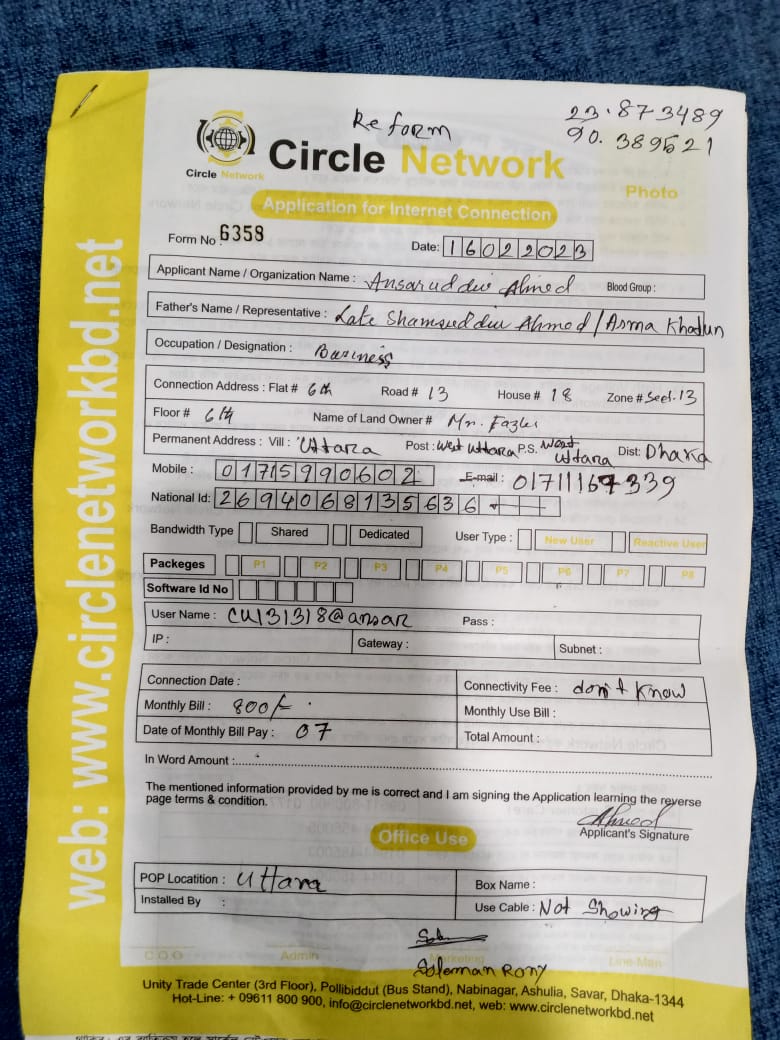 Reform
23.873489
90.389521
Circle Network
Circle Network
Photo
Application for Internet Connection
Form No : 6358
Date: 16022023
Applicant Name / Organization Name : Ansaruddin Ahmed Blood Group :
Father's Name / Representative : Late Shamsuddin Ahmed / Asma Khatun
Occupation / Designation : Business
Connection Address : Flat # 6th Road # 13 House # 18 Zone # Sect.13
Floor # 6th Name of Land Owner # Mr. Fazlu
Permanent Address : Vill : Uttara Post : West Uttara P.S. West Uttara Dist: Dhaka
Mobile : 01715990602 E-mail : 01711167339
National Id: 2694068135636
Bandwidth Type Shared Dedicated User Type : New User Reactive User
Packeges P1 P2 P3 P4 P5 P6 P7 P8
Software Id No
User Name : CU131318@ansar Pass :
IP : Gateway : Subnet :
Connection Date : Connectivity Fee : don't know
Monthly Bill : 800/- Monthly Use Bill :
Date of Monthly Bill Pay : 07 Total Amount :
In Word Amount :
The mentioned information provided by me is correct and I am signing the Application learning the reverse
page terms & condition.
Ahmed
Applicant's Signature
Office Use
POP Locatition : Uttara Box Name :
Installed By : Use Cable : Not Showing
Soleman Rony
C.O.O Admin Marketing Line-Man
Unity Trade Center (3rd Floor), Pollibiddut (Bus Stand), Nabinagar, Ashulia, Savar, Dhaka-1344
Hot-Line: + 09611 800 900, info@circlenetworkbd.net, web: www.circlenetworkbd.net
web: www.circlenetworkbd.net